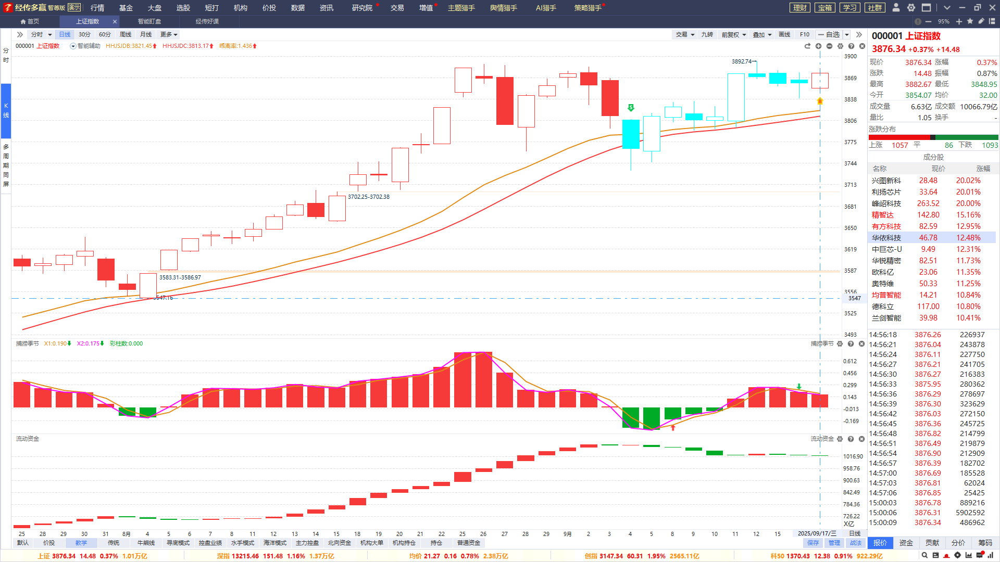 经传多赢 智尊版 演示 行情 基金 大盘 选股 短打 机构 价投 数据 资讯 研究院 交易 增值 主题猎手 舆情猎手 AI猎手 策略猎手 理财 宝箱 学习 社群
首页 上证指数 智能盯盘 经传好课 95%
分时 日线 30分 60分 周线 月线 更多 交易 九转 前复权 叠加 画线 F10 一自选
000001 上证指数 智能辅助 HHJSJDB:3821.45 HHJSJDC:3813.17 乖离率:1.436
分时
K线
多周期同屏
3892.74
3702.25-3702.38
3583.31-3586.97
3547.16
3900
3869
3838
3806
3775
3744
3713
3681
3650
3619
3587
3556
3547
3525
3493
捕捞季节 X1:0.190 X2:0.175 彩柱数:0.000 捕捞季节
0.612
0.456
0.299
0.143
-0.013
-0.169
流动资金 流动资金
1016.90
958.76
900.63
842.49
784.36
726.22
X亿
25 28 29 30 31 8月 4 5 6 7 8 11 12 13 14 15 18 19 20 21 22 25 26 27 28 29 9月 2 3 4 5 8 9 10 11 12 15 2025/09/17/三 日线
默认 价投 教学 传统 牛熊线 寻底模式 控盘业绩 水手模式 海洋模式 主力控盘 北向资金 机构大单 机构持仓 持仓 普通资金 保存 管理 战法
000001 上证指数
3876.34 +0.37% +14.48
现价 3876.34 涨幅 0.37%
涨跌 14.48 振幅 0.87%
最高 3882.67 最低 3848.95
今开 3854.07 均价 32.00
成交量 6.63亿 成交额 10066.79亿
量比 1.05 换手 -
涨跌分布
上涨 1057 平 86 下跌 1093
成分股
名称 现价 涨幅
兴图新科 28.48 20.02%
利扬芯片 33.64 20.01%
峰岹科技 263.52 20.00%
精智达 142.80 15.16%
有方科技 82.59 12.95%
华依科技 46.78 12.48%
中巨芯-U 9.49 12.31%
华锐精密 82.51 11.73%
欧科亿 23.06 11.35%
奥特维 50.33 11.25%
均普智能 14.21 10.84%
德科立 117.00 10.80%
兰剑智能 39.98 10.41%
14:56:18 3876.26 226937
14:56:21 3876.04 243878
14:56:24 3876.11 227750
14:56:27 3876.21 241705
14:56:30 3876.27 216383
14:56:33 3875.95 280362
14:56:36 3876.29 278697
14:56:39 3876.30 323629
14:56:42 3876.03 272150
14:56:45 3876.36 245725
14:56:48 3876.82 214799
14:56:51 3876.49 219879
14:56:54 3876.90 212909
14:56:57 3876.39 182702
14:57:00 3876.69 185528
14:57:03 3876.81 62024
14:57:06 3876.85 25425
15:00:03 3876.78 889216
15:00:06 3876.31 5902592
15:00:09 3876.34 486962
报价 资金 贡献 分价 筹码
上证 3876.34 14.48 0.37% 1.01万亿 深指 13215.46 151.48 1.16% 1.37万亿 均价 21.27 0.16 0.78% 2.38万亿 创指 3147.34 60.31 1.95% 2565.11亿 科50 1370.43 12.38 0.91% 922.29亿